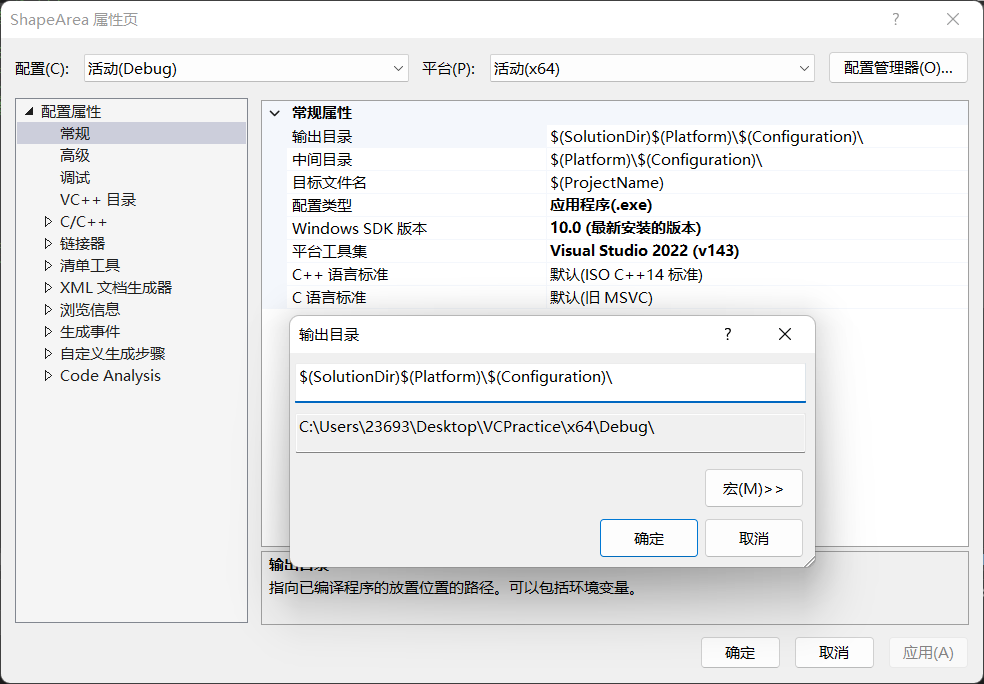 ShapeArea 属性页
配置(C): 活动(Debug) 平台(P): 活动(x64) 配置管理器(O)...
配置属性
常规
高级
调试
VC++ 目录
C/C++
链接器
清单工具
XML 文档生成器
浏览信息
生成事件
自定义生成步骤
Code Analysis
常规属性
输出目录 $(SolutionDir)$(Platform)\$(Configuration)\
中间目录 $(Platform)\$(Configuration)\
目标文件名 $(ProjectName)
配置类型 应用程序(.exe)
Windows SDK 版本 10.0 (最新安装的版本)
平台工具集 Visual Studio 2022 (v143)
C++ 语言标准 默认(ISO C++14 标准)
C 语言标准 默认(旧 MSVC)
输出目录
$(SolutionDir)$(Platform)\$(Configuration)\
C:\Users\23693\Desktop\VCPractice\x64\Debug\
宏(M)>>
确定 取消
输出目录
指向已编译程序的放置位置的路径。可以包括环境变量。
确定 取消 应用(A)